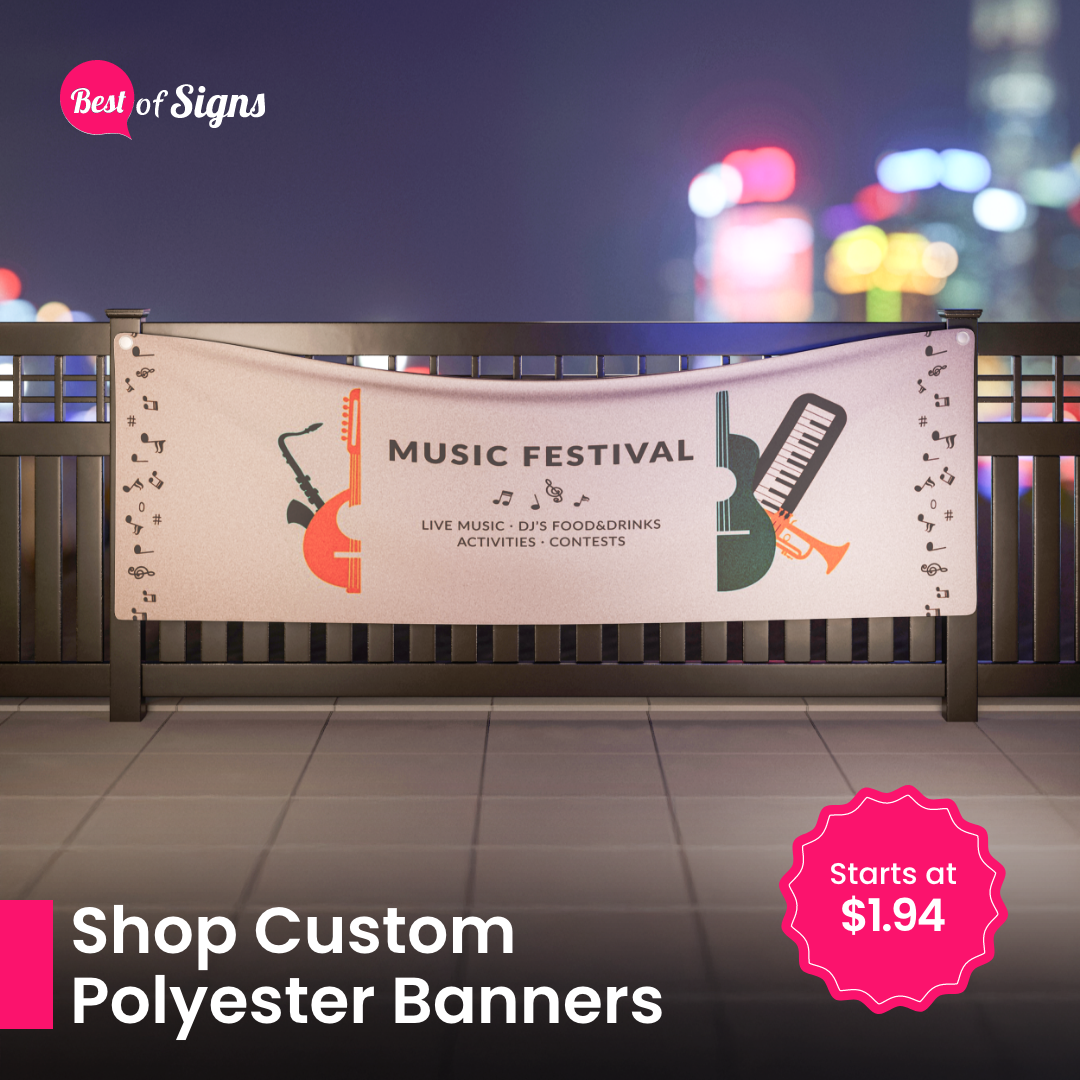 Best of Signs
MUSIC FESTIVAL
LIVE MUSIC · DJ'S FOOD&DRINKS
ACTIVITIES · CONTESTS
Starts at
$1.94
Shop Custom
Polyester Banners